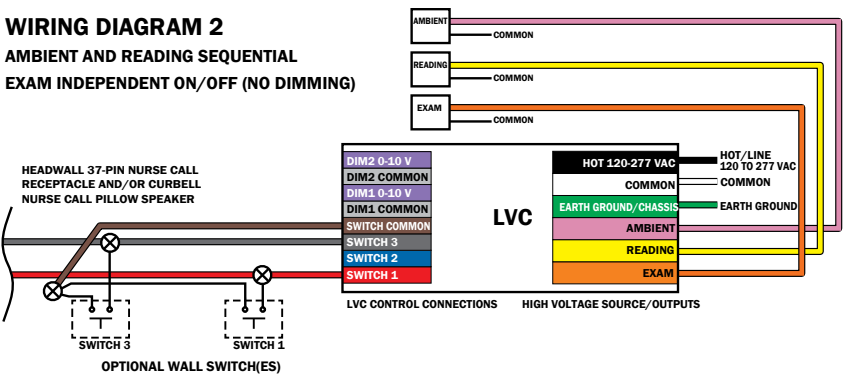 WIRING DIAGRAM 2
AMBIENT AND READING SEQUENTIAL
EXAM INDEPENDENT ON/OFF (NO DIMMING)
AMBIENT
COMMON
READING
COMMON
EXAM
COMMON
HEADWALL 37-PIN NURSE CALL
RECEPTACLE AND/OR CURBELL
NURSE CALL PILLOW SPEAKER
DIM2 0-10 V
DIM2 COMMON
DIM1 0-10 V
DIM1 COMMON
SWITCH COMMON
SWITCH 3
SWITCH 2
SWITCH 1
LVC
HOT 120-277 VAC
COMMON
EARTH GROUND/CHASSIS
AMBIENT
READING
EXAM
HOT/LINE
120 TO 277 VAC
COMMON
EARTH GROUND
LVC CONTROL CONNECTIONS
HIGH VOLTAGE SOURCE/OUTPUTS
SWITCH 3
SWITCH 1
OPTIONAL WALL SWITCH(ES)